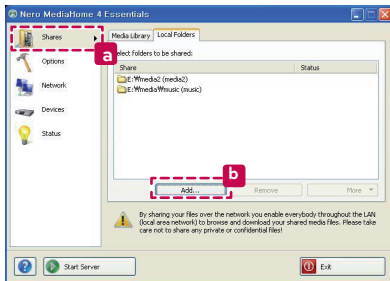 Nero MediaHome 4 Essentials
Shares
a
Options
Network
Devices
Status
Media Library
Local Folders
Select folders to be shared:
Share
Status
E:₩media2 (media2)
E:₩media₩music (music)
b
Add...
Remove
More
By sharing your files over the network you enable everybody throughout the LAN
(local area network) to browse and download your shared media files. Please take
care not to share any private or confidential files!
?
Start Server
Exit